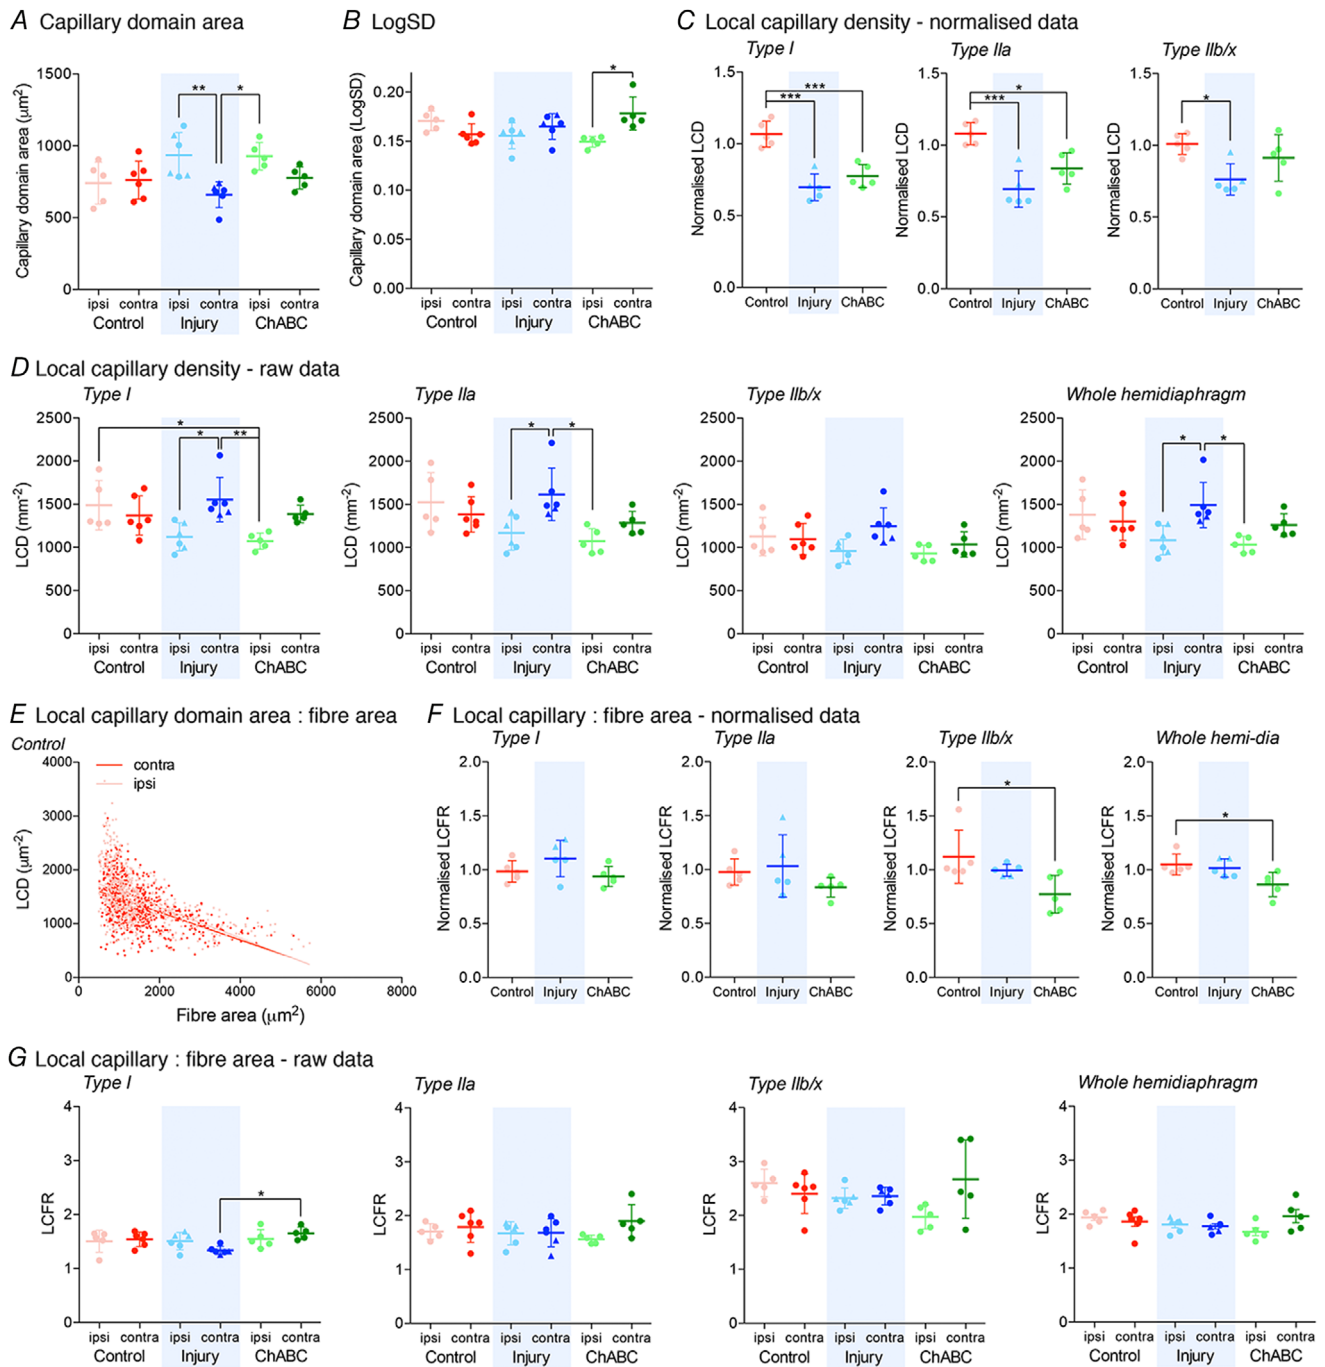 A Capillary domain area
B LogSD
C Local capillary density - normalised data
Type I
Type IIa
Type IIb/x
Capillary domain area (μm²)
1500
1000
500
0
** *
ipsi contra ipsi contra ipsi contra
Control Injury ChABC
Capillary domain area (LogSD)
0.20
0.15
0.10
0.05
0.00
*
ipsi contra ipsi contra ipsi contra
Control Injury ChABC
Normalised LCD
1.5
1.0
0.5
0.0
***
***
Control Injury ChABC
Normalised LCD
1.5
1.0
0.5
0.0
*
***
Control Injury ChABC
Normalised LCD
1.5
1.0
0.5
0.0
*
Control Injury ChABC
D Local capillary density - raw data
Type I
Type IIa
Type IIb/x
Whole hemidiaphragm
LCD (mm⁻²)
2500
2000
1500
1000
500
0
*
* **
ipsi contra ipsi contra ipsi contra
Control Injury ChABC
LCD (mm⁻²)
2500
2000
1500
1000
500
0
* *
ipsi contra ipsi contra ipsi contra
Control Injury ChABC
LCD (mm⁻²)
2500
2000
1500
1000
500
0
ipsi contra ipsi contra ipsi contra
Control Injury ChABC
LCD (mm⁻²)
2500
2000
1500
1000
500
0
* *
ipsi contra ipsi contra ipsi contra
Control Injury ChABC
E Local capillary domain area : fibre area
F Local capillary : fibre area - normalised data
Control
contra
ipsi
LCD (μm⁻²)
4000
3000
2000
1000
0
0 2000 4000 6000 8000
Fibre area (μm²)
Type I
Type IIa
Type IIb/x
Whole hemi-dia
Normalised LCFR
2.0
1.5
1.0
0.5
0.0
Control Injury ChABC
Normalised LCFR
2.0
1.5
1.0
0.5
0.0
Control Injury ChABC
Normalised LCFR
2.0
1.5
1.0
0.5
0.0
*
Control Injury ChABC
Normalised LCFR
2.0
1.5
1.0
0.5
0.0
*
Control Injury ChABC
G Local capillary : fibre area - raw data
Type I
Type IIa
Type IIb/x
Whole hemidiaphragm
LCFR
4
3
2
1
0
*
ipsi contra ipsi contra ipsi contra
Control Injury ChABC
LCFR
4
3
2
1
0
ipsi contra ipsi contra ipsi contra
Control Injury ChABC
LCFR
4
3
2
1
0
ipsi contra ipsi contra ipsi contra
Control Injury ChABC
LCFR
4
3
2
1
0
ipsi contra ipsi contra ipsi contra
Control Injury ChABC